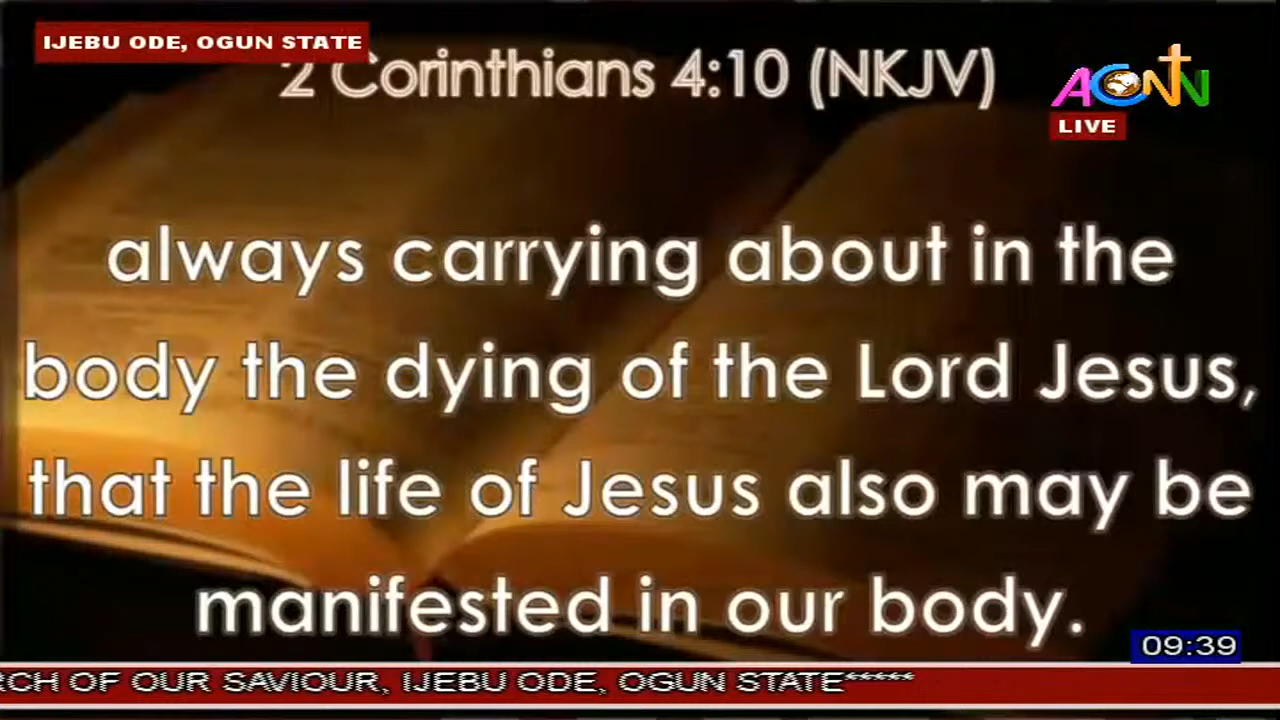 IJEBU ODE, OGUN STATE
2 Corinthians 4:10 (NKJV)
ACNN
LIVE
always carrying about in the
body the dying of the Lord Jesus,
that the life of Jesus also may be
manifested in our body.
09:39
RCH OF OUR SAVIOUR, IJEBU ODE, OGUN STATE*****